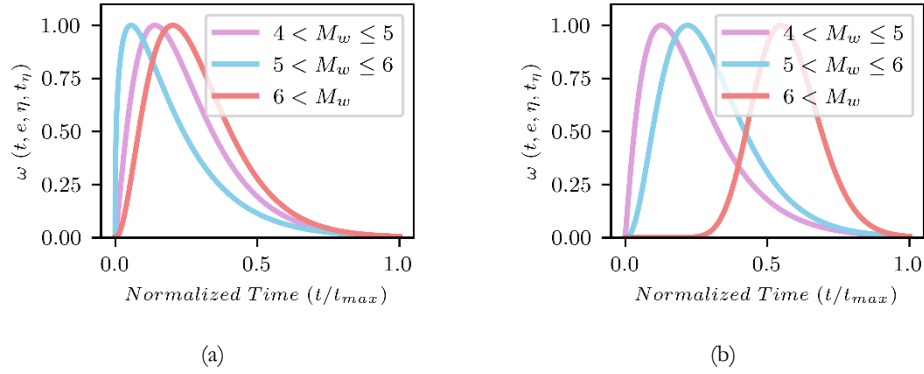 1.00
0.75
0.50
0.25
0.00
ω (t, e, η, t_η)
4 < M_w ≤ 5
5 < M_w ≤ 6
6 < M_w
0.0 0.5 1.0
Normalized Time (t/t_max)
(a)
1.00
0.75
0.50
0.25
0.00
ω (t, e, η, t_η)
4 < M_w ≤ 5
5 < M_w ≤ 6
6 < M_w
0.0 0.5 1.0
Normalized Time (t/t_max)
(b)